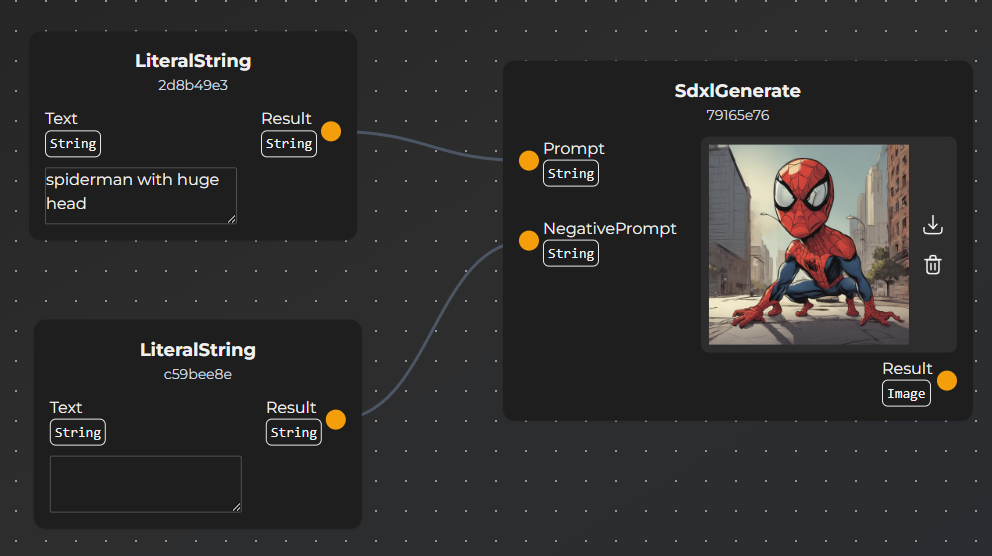 LiteralString
2d8b49e3
Text
String
Result
String
spiderman with huge
head
LiteralString
c59bee8e
Text
String
Result
String
SdxlGenerate
79165e76
Prompt
String
NegativePrompt
String
Result
Image